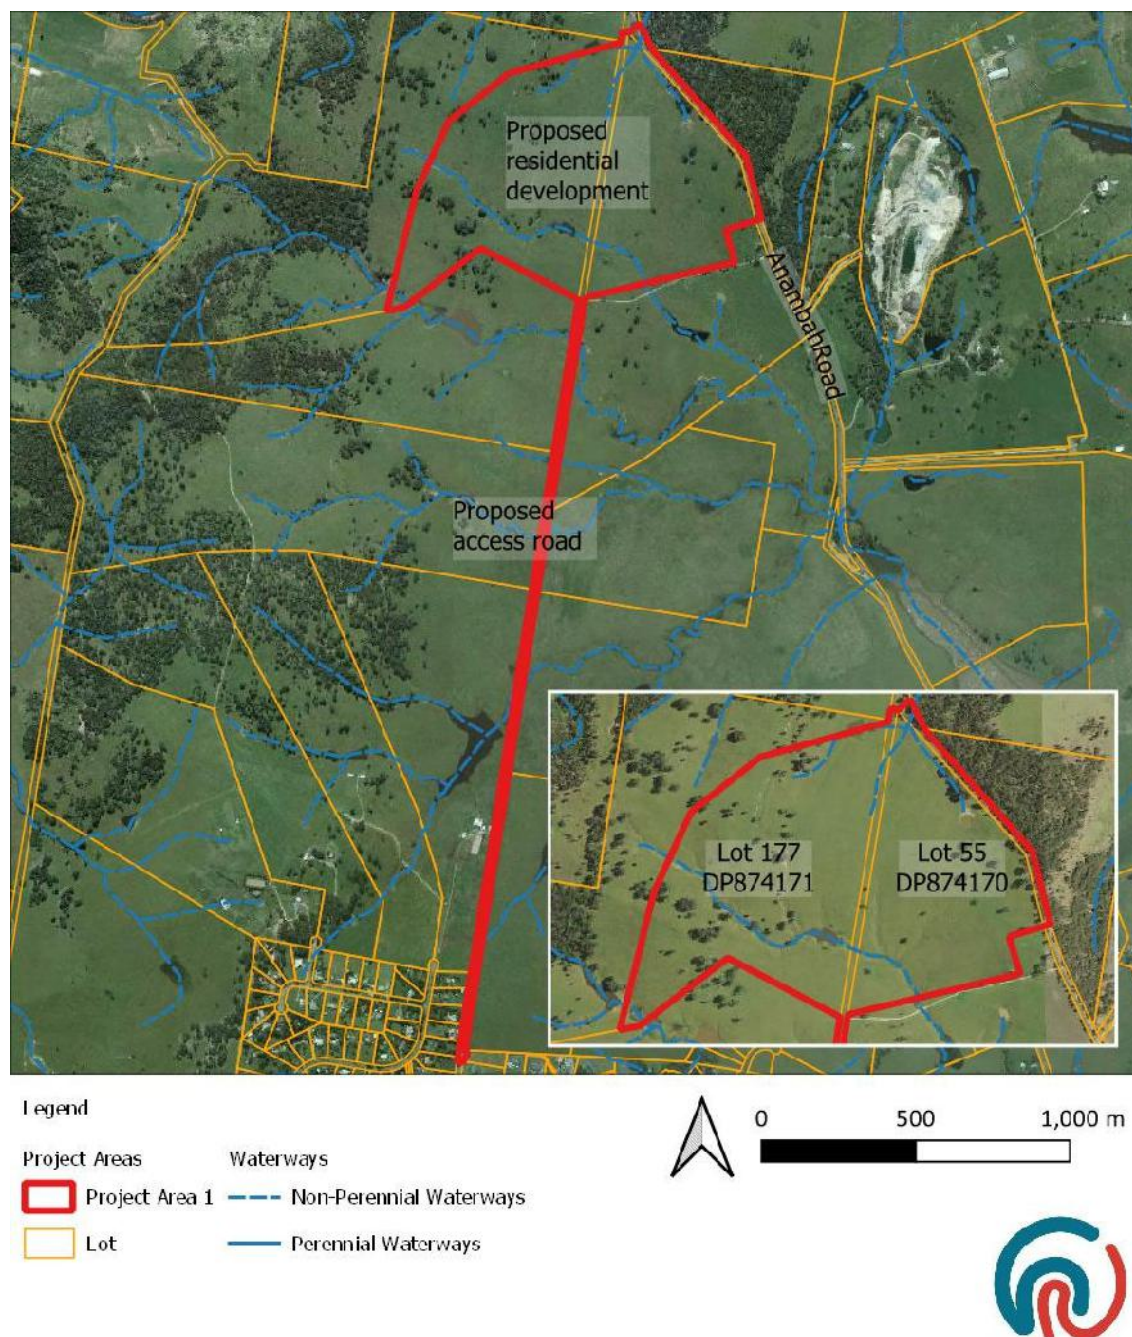 Proposed
residential
development
Anambah Road
Proposed
access road
Lot 177
DP874171
Lot 55
DP874170
Legend
Project Areas
Project Area 1
Lot
Waterways
Non-Perennial Waterways
Perennial Waterways
0 500 1,000 m